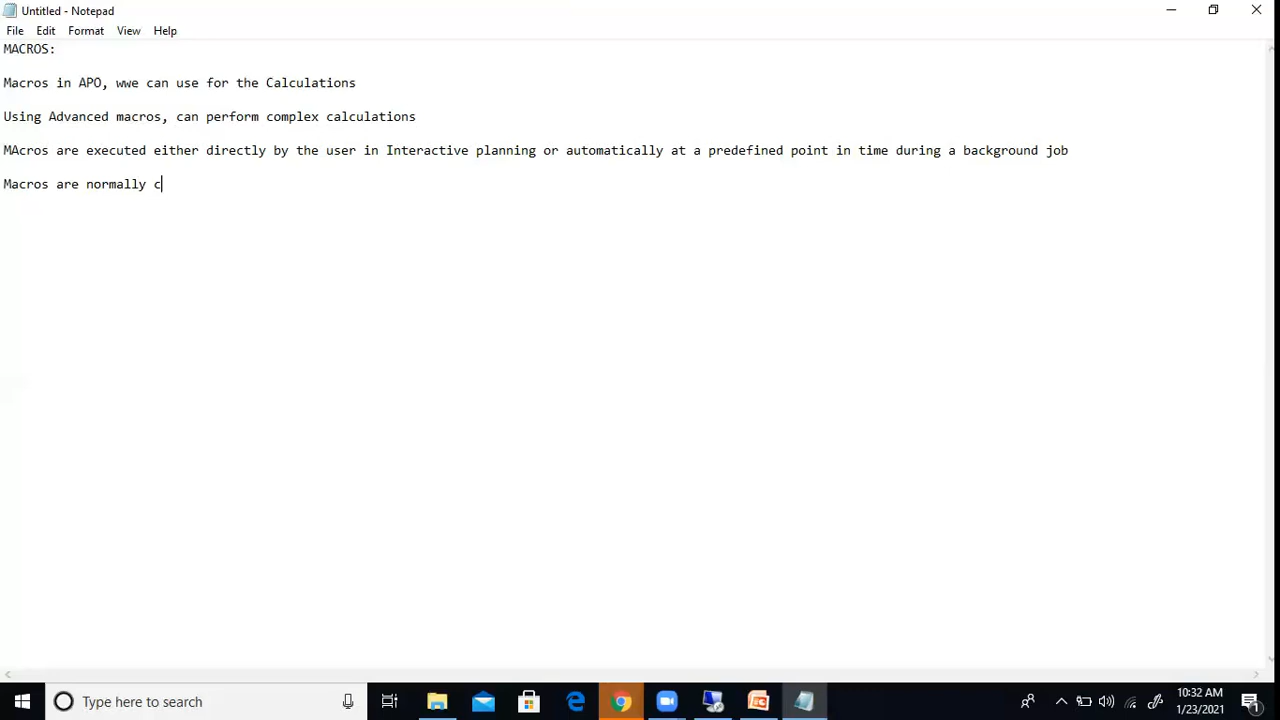 Untitled - Notepad
File Edit Format View Help
MACROS:
Macros in APO, wwe can use for the Calculations
Using Advanced macros, can perform complex calculations
MAcros are executed either directly by the user in Interactive planning or automatically at a predefined point in time during a background job
Macros are normally c
Type here to search
10:32 AM
1/23/2021
1